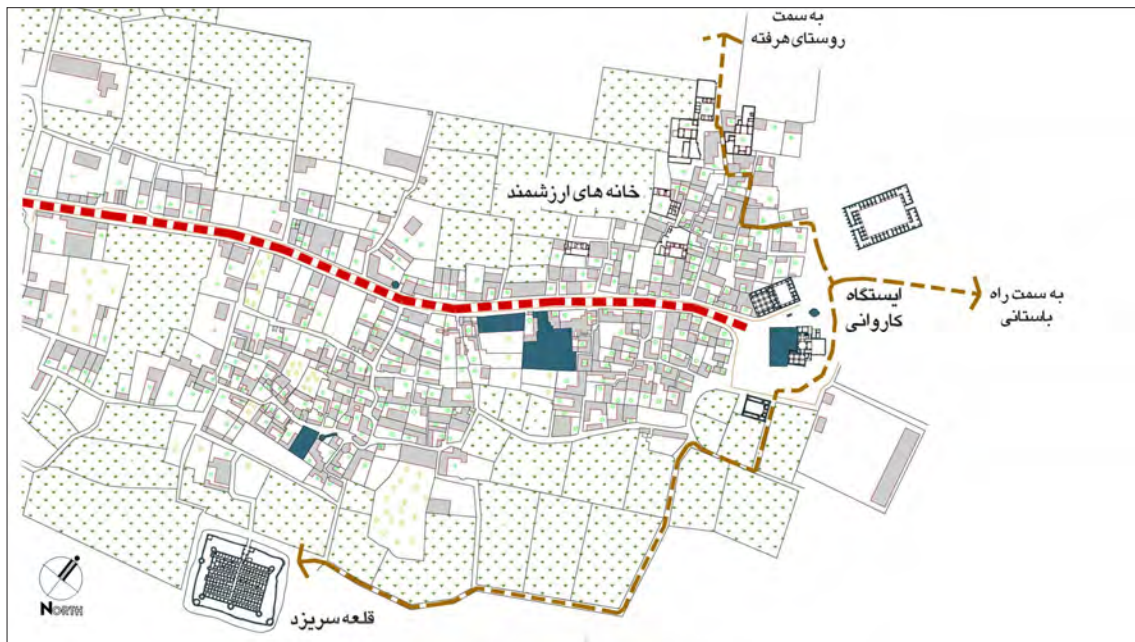 به سمت
روستای هرفته
خانه های ارزشمند
ایستگاه
کاروانی
به سمت راه
باستانی
قلعه سریزد
NORTH